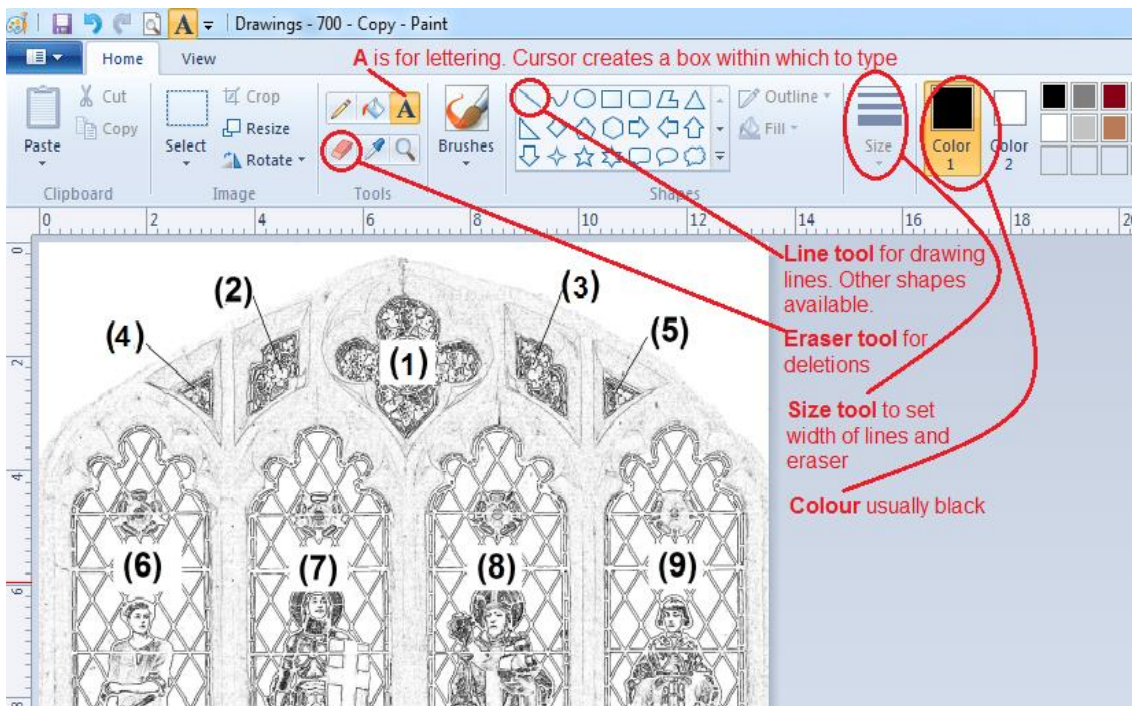 A Drawings - 700 - Copy - Paint
Home View
A is for lettering. Cursor creates a box within which to type
Paste
Cut
Copy
Clipboard
Select
Crop
Resize
Rotate
Image
A
Tools
Brushes
Shapes
Outline
Fill
Size
Color 1
Color 2
0 2 4 6 8 10 12 14 16 18
0
2
4
6
(1)
(2)
(3)
(4)
(5)
(6)
(7)
(8)
(9)
Line tool for drawing
lines. Other shapes
available.
Eraser tool for
deletions
Size tool to set
width of lines and
eraser
Colour usually black